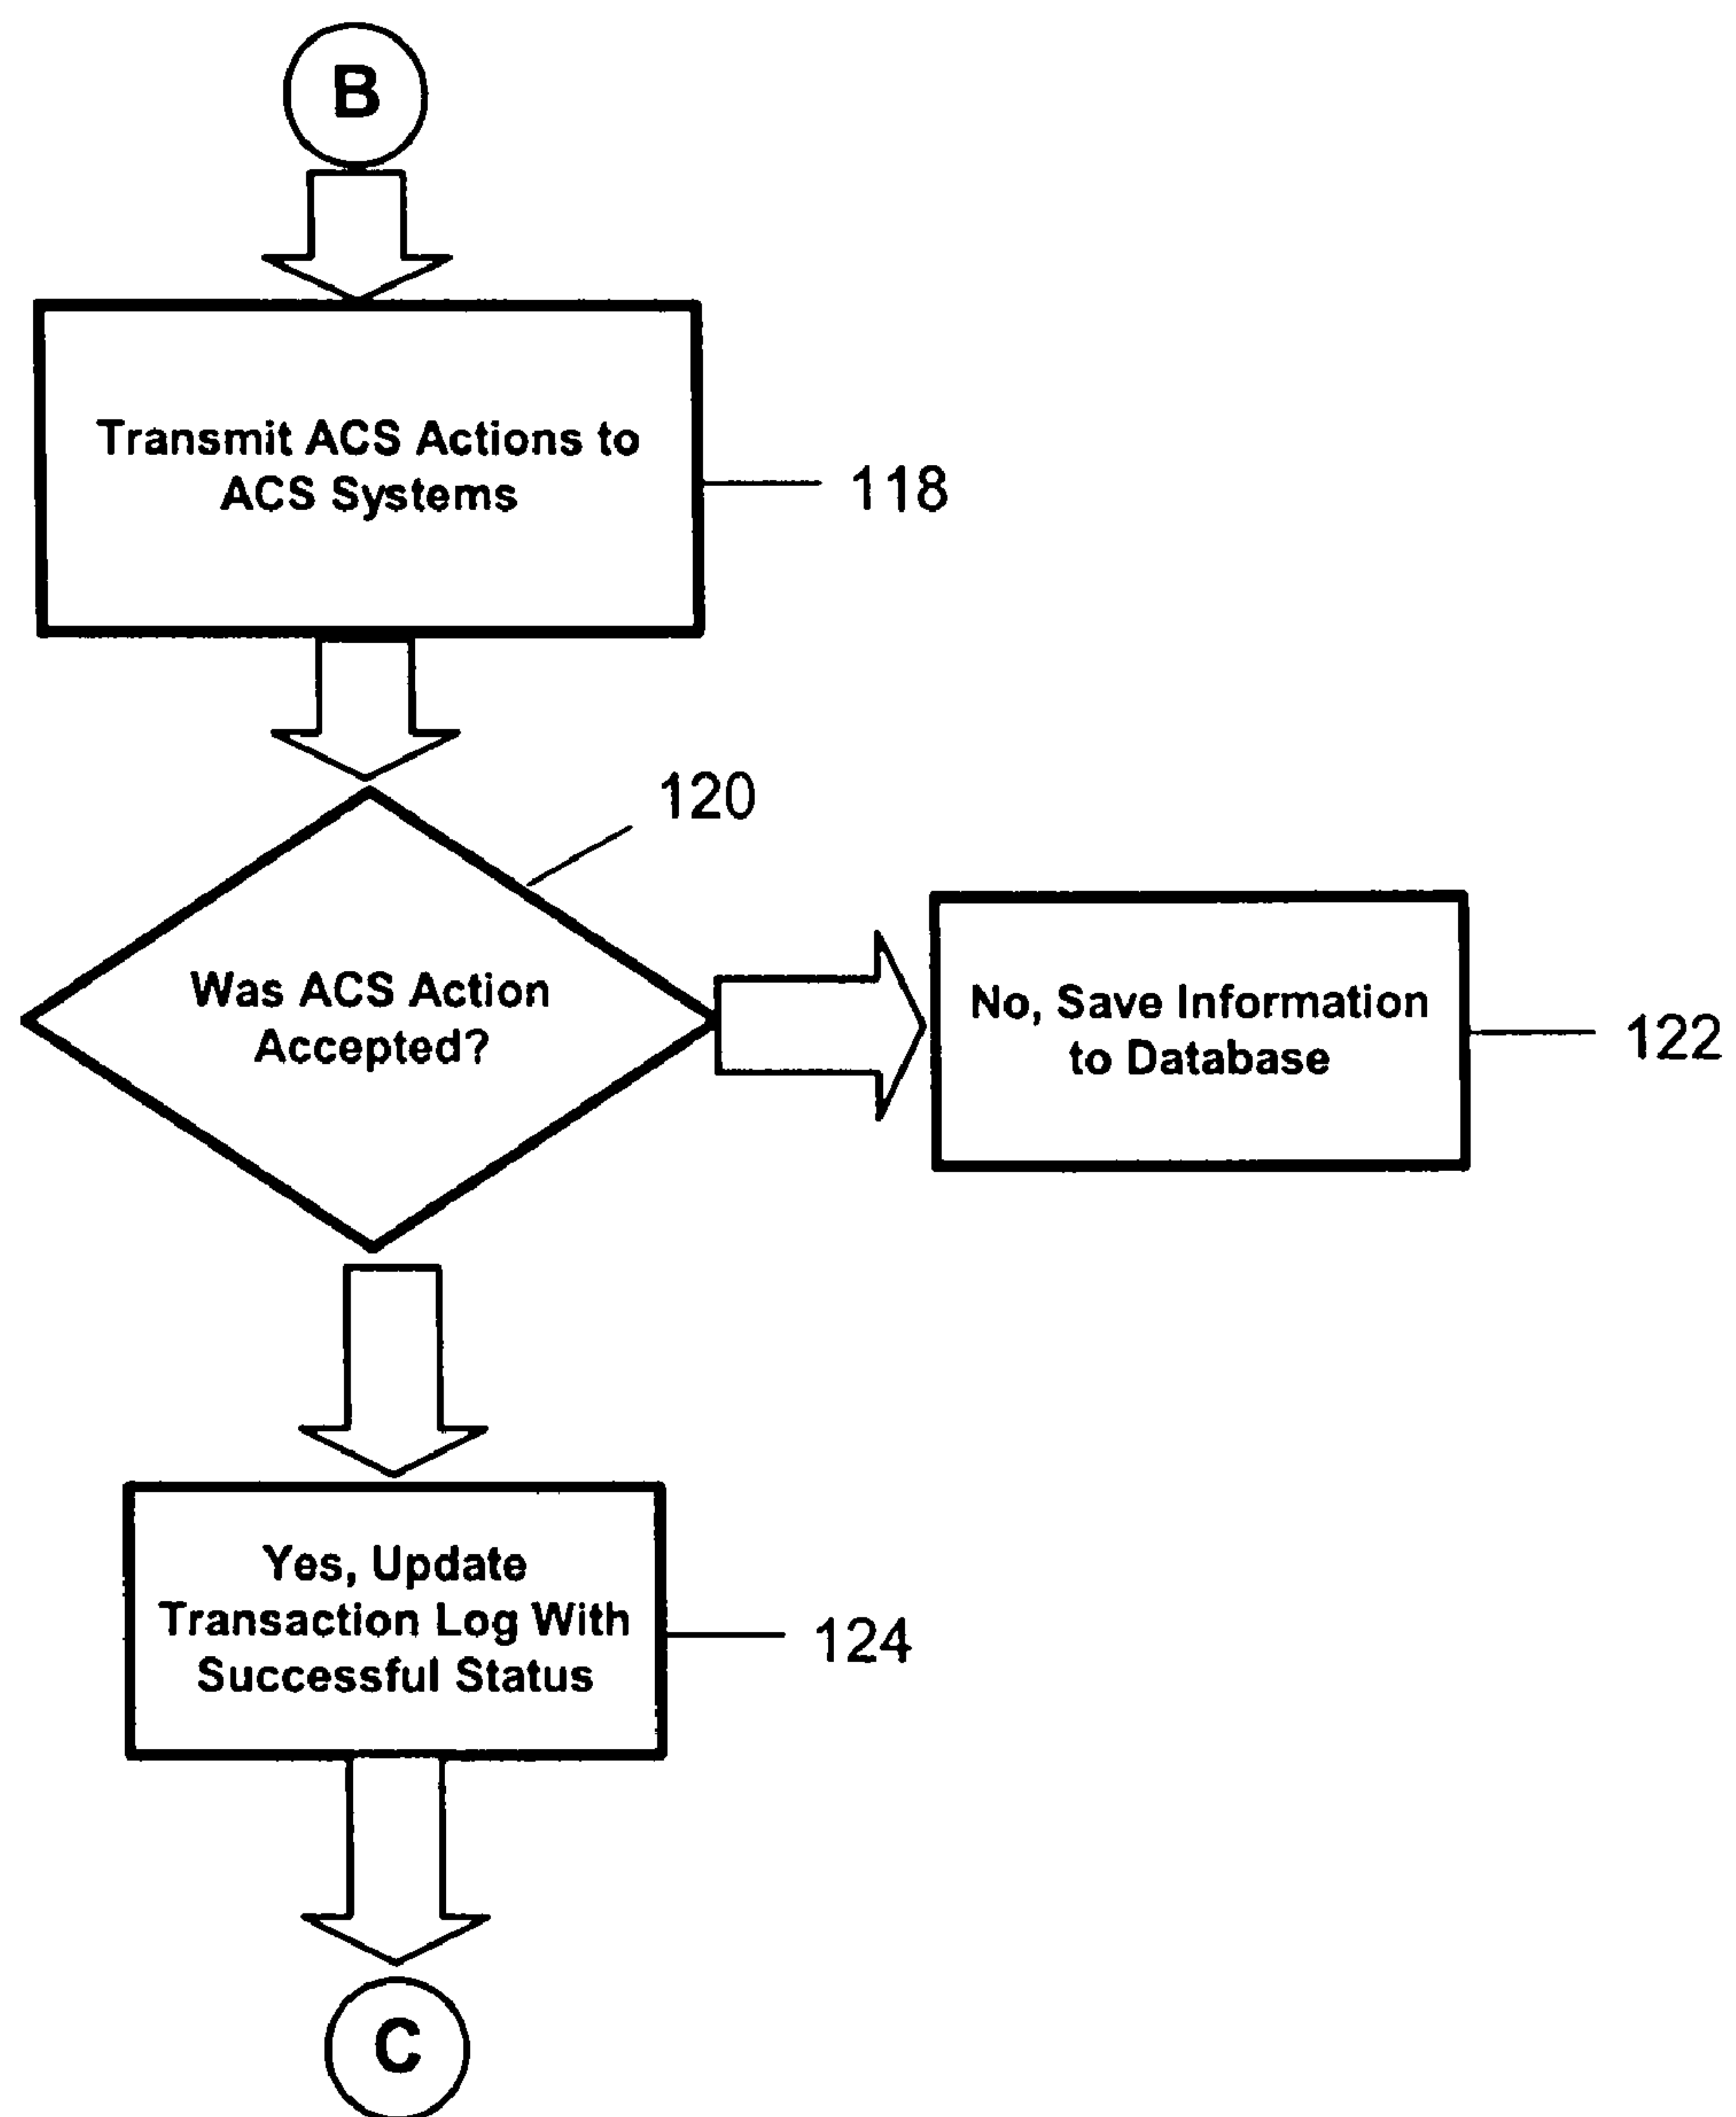 B
Transmit ACS Actions to
ACS Systems
118
120
Was ACS Action
Accepted?
No, Save Information
to Database
122
Yes, Update
Transaction Log With
Successful Status
124
C